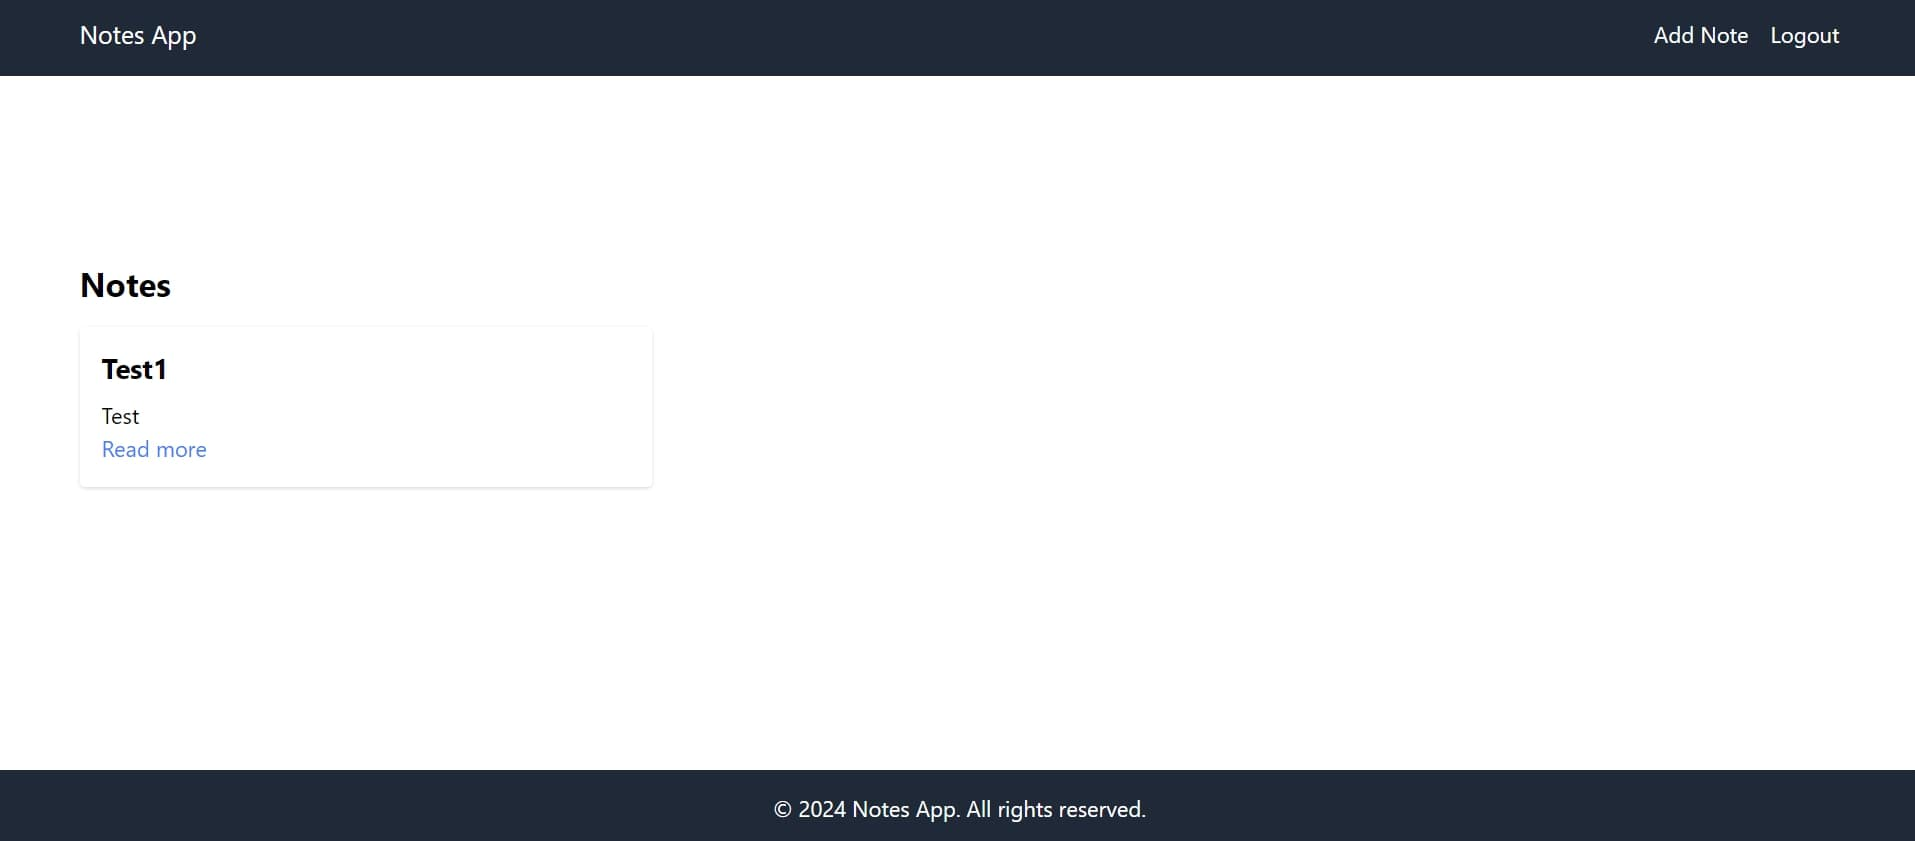 Notes App
Add Note Logout
Notes
Test1
Test
Read more
© 2024 Notes App. All rights reserved.